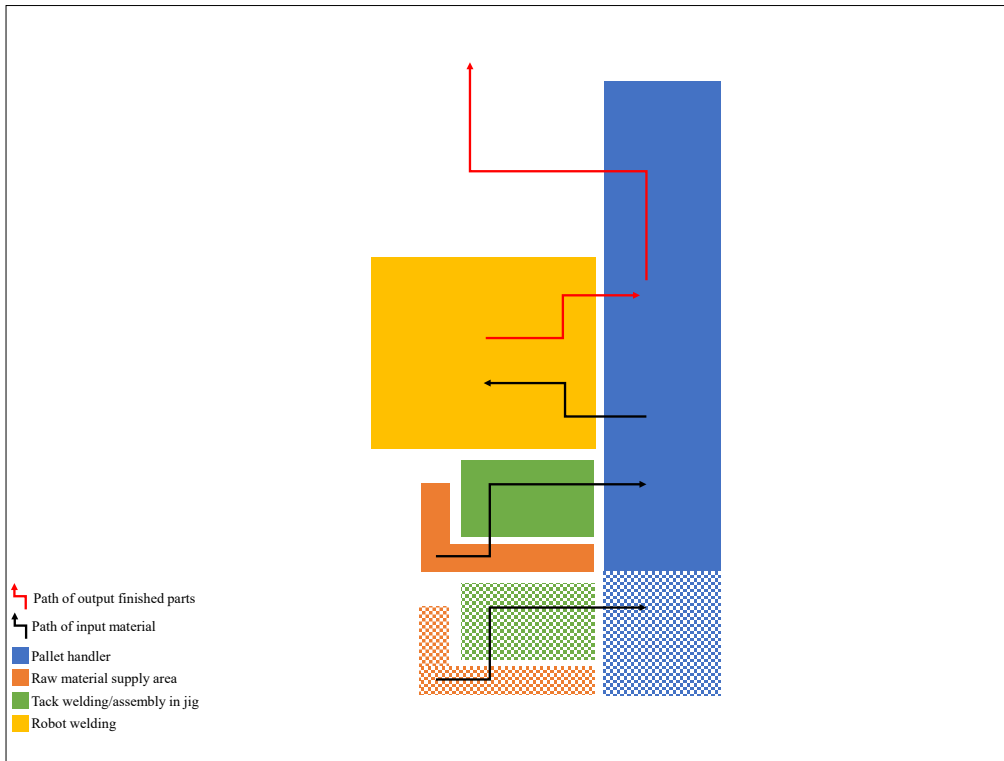 Path of output finished parts
Path of input material
Pallet handler
Raw material supply area
Tack welding/assembly in jig
Robot welding